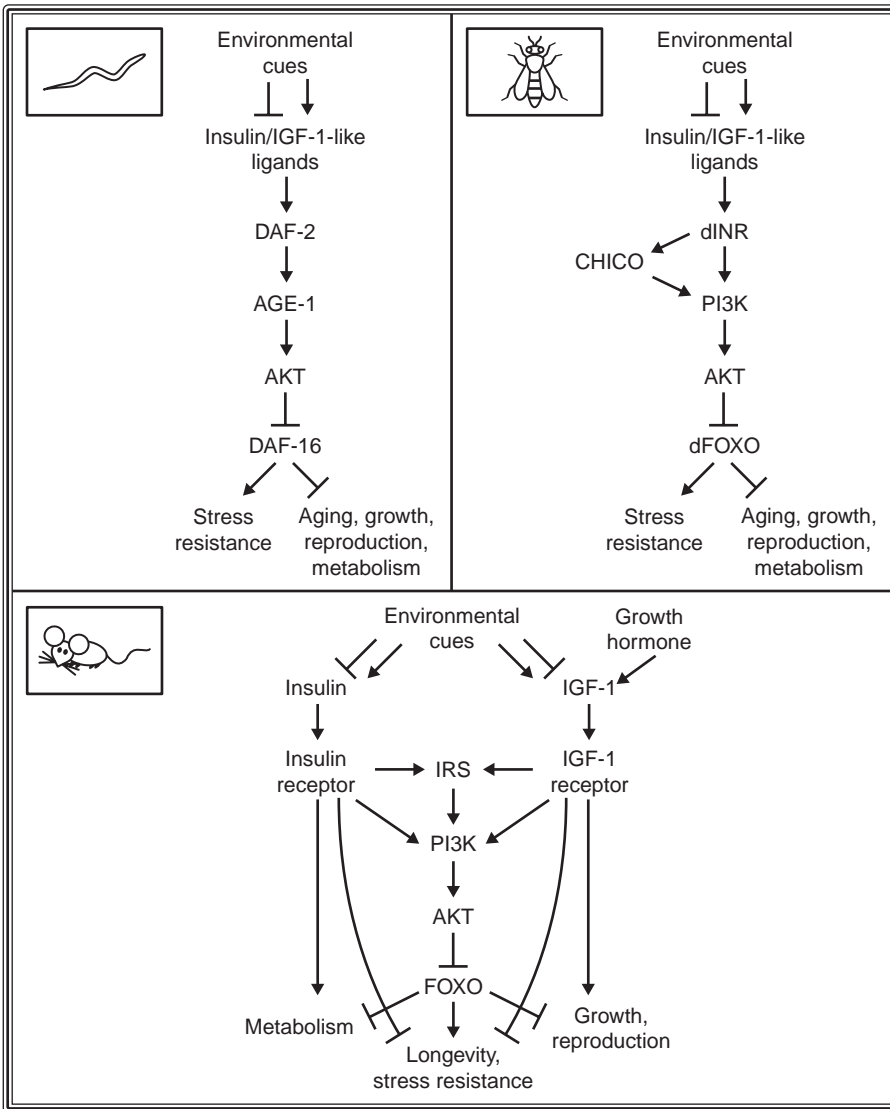 Environmental
cues
Insulin/IGF-1-like
ligands
DAF-2
AGE-1
AKT
DAF-16
Stress
resistance
Aging, growth,
reproduction,
metabolism
Environmental
cues
Insulin/IGF-1-like
ligands
dINR
CHICO
PI3K
AKT
dFOXO
Stress
resistance
Aging, growth,
reproduction,
metabolism
Environmental
cues
Growth
hormone
Insulin
IGF-1
Insulin
receptor
IRS
IGF-1
receptor
PI3K
AKT
FOXO
Metabolism
Longevity,
stress resistance
Growth,
reproduction